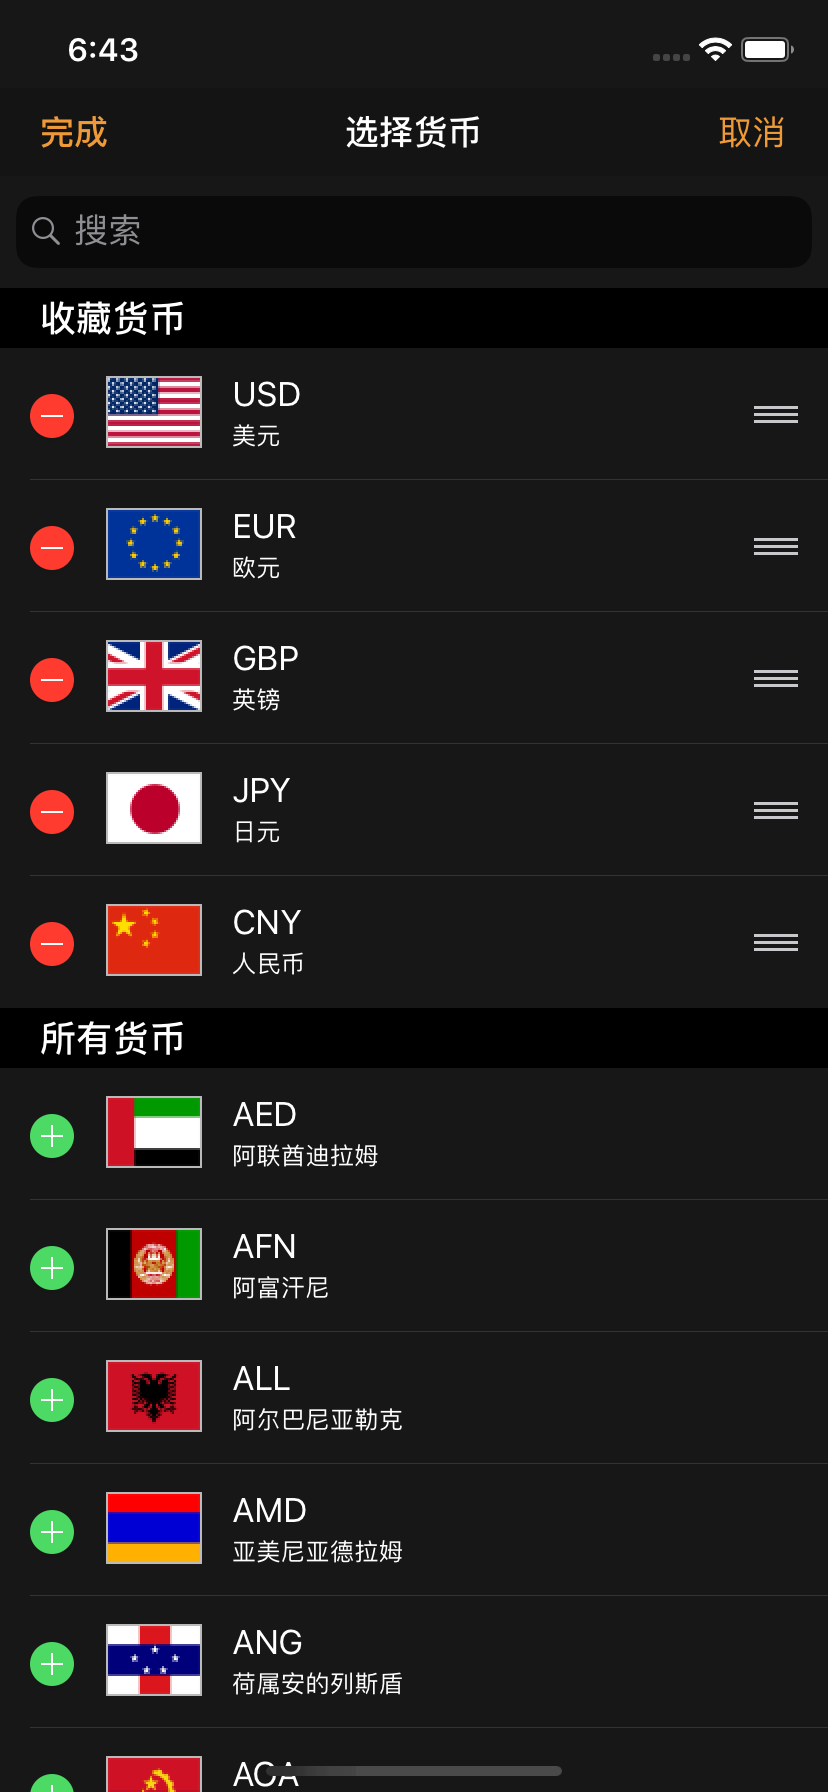 6:43
完成
选择货币
取消
搜索
收藏货币
USD
美元
EUR
欧元
GBP
英镑
JPY
日元
CNY
人民币
所有货币
AED
阿联酋迪拉姆
AFN
阿富汗尼
ALL
阿尔巴尼亚勒克
AMD
亚美尼亚德拉姆
ANG
荷属安的列斯盾
AOA